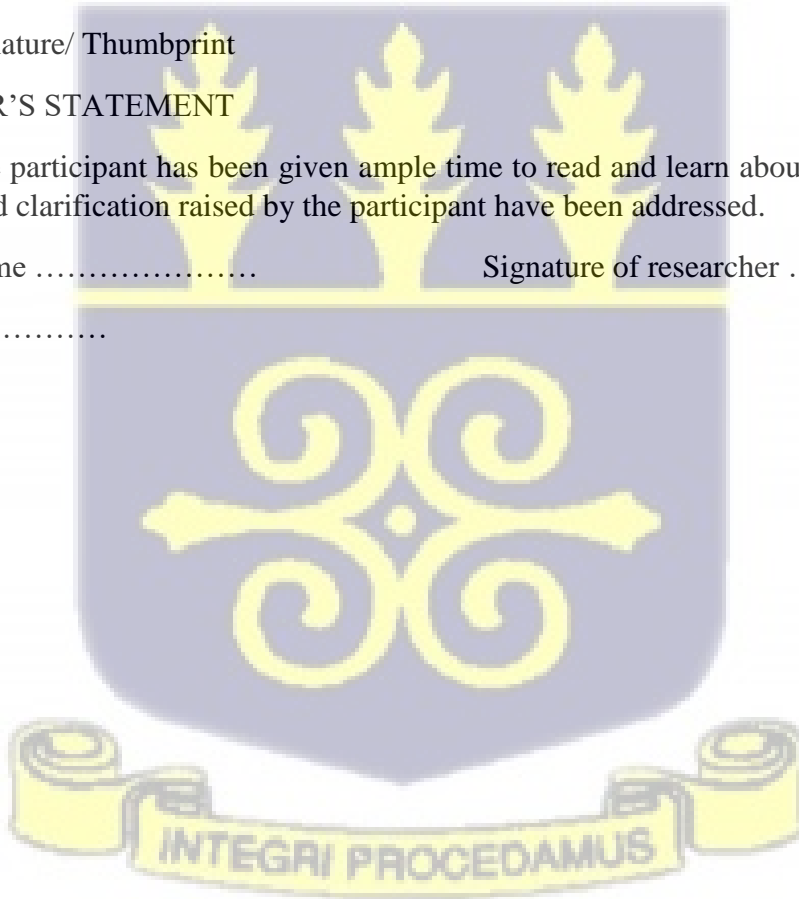 ature/ Thumbprint
R’S STATEMENT
participant has been given ample time to read and learn abou
d clarification raised by the participant have been addressed.
me ………………… Signature of researcher .
…………
INTEGRI PROCEDAMUS